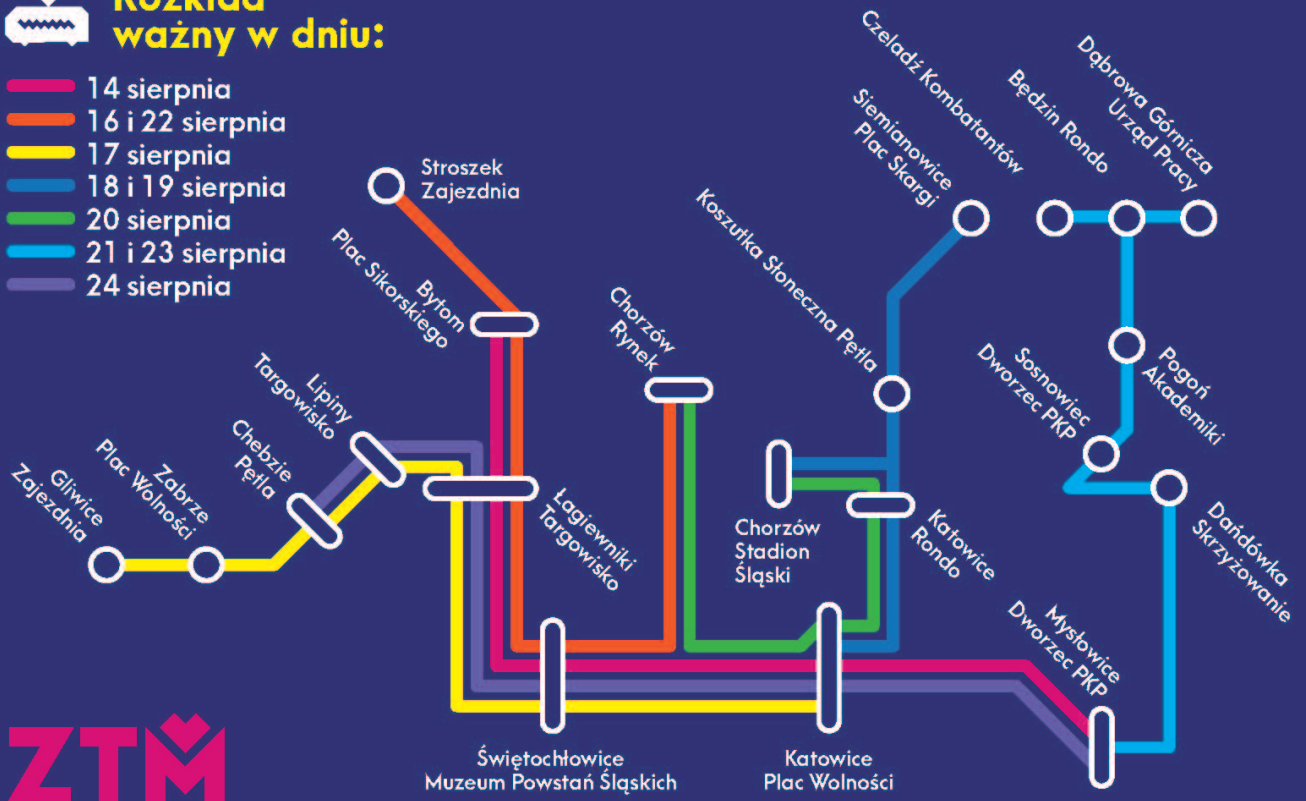 Rozkład
ważny w dniu:
14 sierpnia
16 i 22 sierpnia
17 sierpnia
18 i 19 sierpnia
20 sierpnia
21 i 23 sierpnia
24 sierpnia
Stroszek
Zajezdnia
Bytom
Plac Sikorskiego
Chorzów
Rynek
Koszutka Słoneczna Pętla
Siemianowice
Plac Skargi
Czeladź Kombatantów
Będzin Rondo
Dąbrowa Górnicza
Urząd Pracy
Pogoń
Akademiki
Sosnowiec
Dworzec PKP
Dańdówka
Skrzyżowanie
Lipiny
Targowisko
Chebzie
Pętla
Zabrze
Plac Wolności
Gliwice
Zajezdnia
Łagiewniki
Targowisko
Chorzów
Stadion
Śląski
Katowice
Rondo
Mysłowice
Dworzec PKP
Świętochłowice
Muzeum Powstań Śląskich
Katowice
Plac Wolności
ZTM